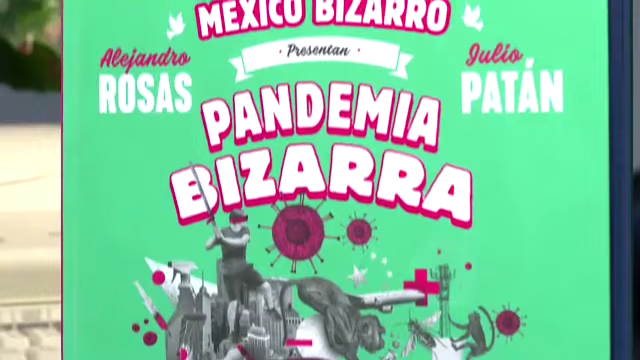 MÉXICO BIZARRO
· Presentan ·
Alejandro
ROSAS
Julio
PATÁN
PANDEMIA
BIZARRA